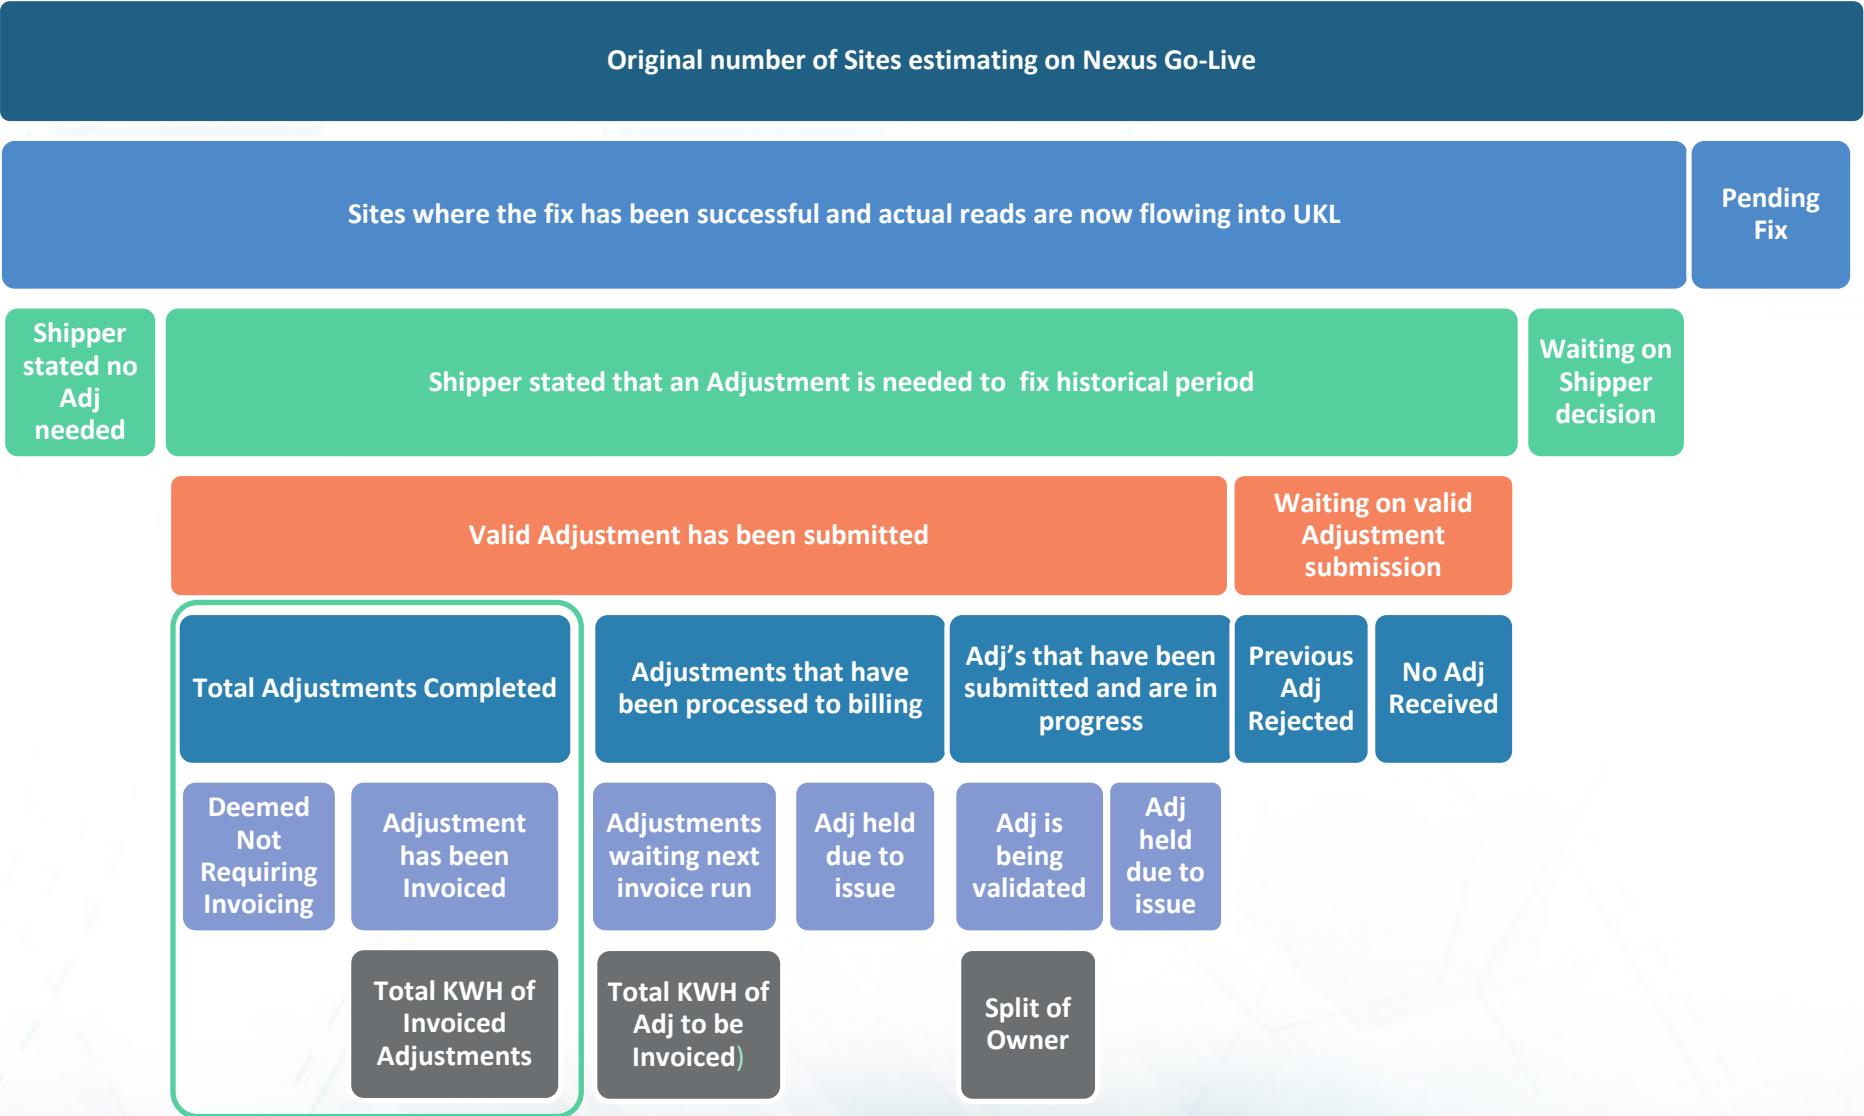 Original number of Sites estimating on Nexus Go-Live
Sites where the fix has been successful and actual reads are now flowing into UKL
Pending
Fix
Shipper
stated no
Adj
needed
Shipper stated that an Adjustment is needed to  fix historical period
Waiting on
Shipper
decision
Valid Adjustment has been submitted
Waiting on valid
Adjustment
submission
Total Adjustments Completed
Adjustments that have
been processed to billing
Adj’s that have been
submitted and are in
progress
Previous
Adj
Rejected
No Adj
Received
Deemed
Not
Requiring
Invoicing
Adjustment
has been
Invoiced
Adjustments
waiting next
invoice run
Adj held
due to
issue
Adj is
being
validated
Adj
held
due to
issue
Total KWH of
Invoiced
Adjustments
Total KWH of
Adj to be
Invoiced)
Split of
Owner